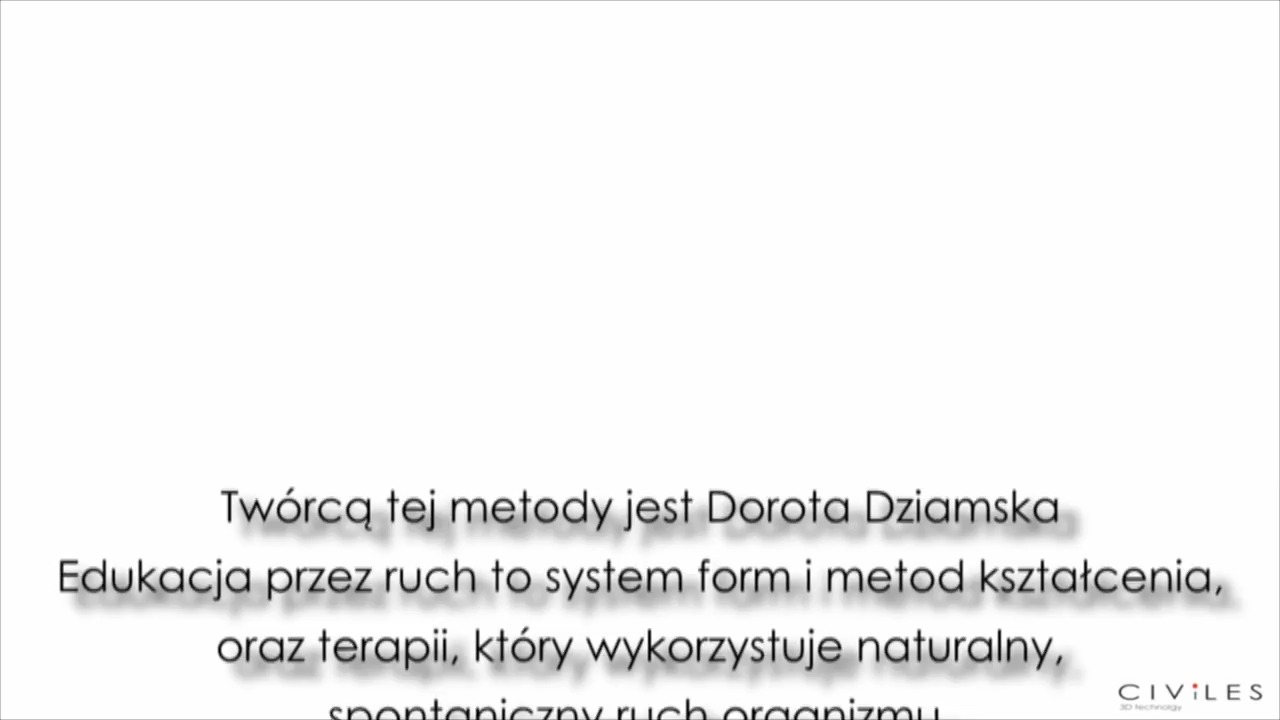 Twórcą tej metody jest Dorota Dziamska
Edukacja przez ruch to system form i metod kształcenia,
oraz terapii, który wykorzystuje naturalny,
spontaniczny ruch organizmu
CIViLES
3D technolgy